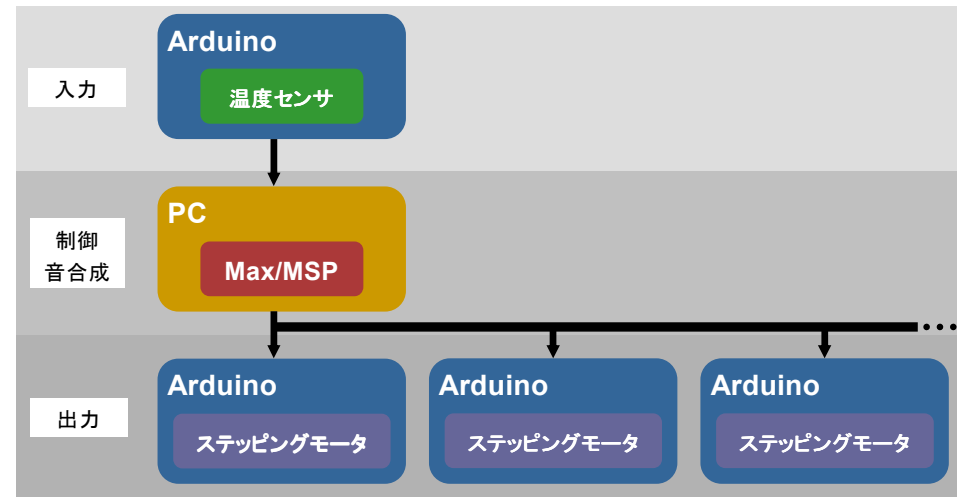 Arduino
入力
温度センサ
PC
制御
音合成
Max/MSP
...
Arduino
Arduino
Arduino
出力
ステッピングモータ
ステッピングモータ
ステッピングモータ